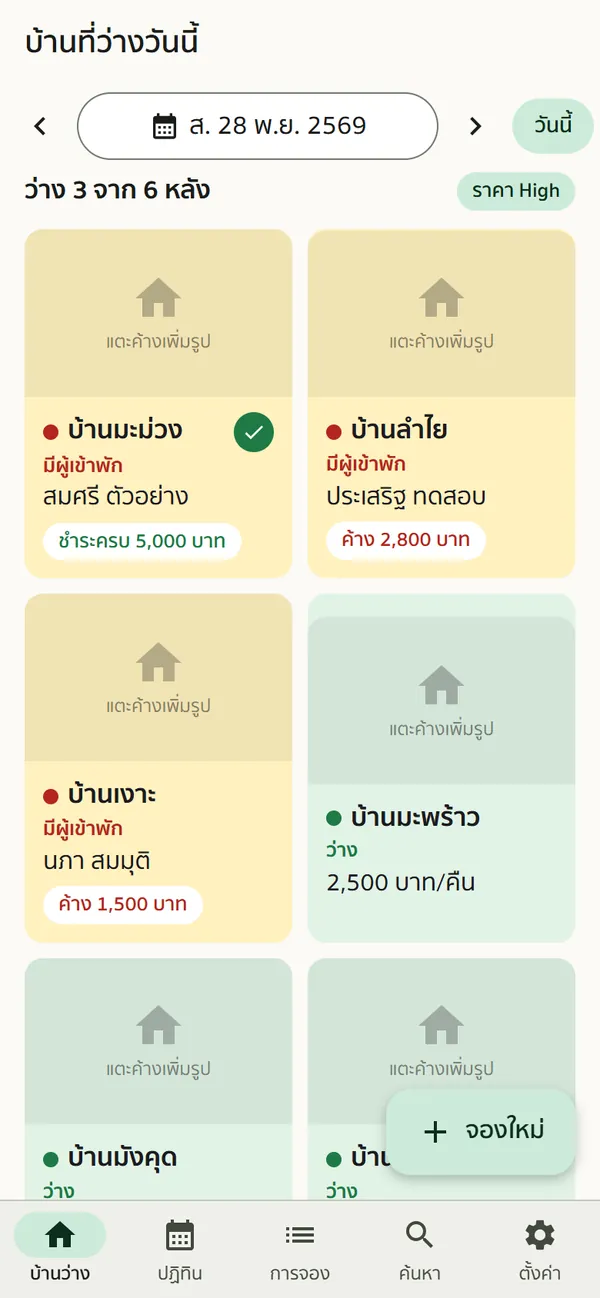 บ้านที่ว่างวันนี้
ส. 28 พ.ย. 2569
วันนี้
ว่าง 3 จาก 6 หลัง
ราคา High
แตะค้างเพิ่มรูป
แตะค้างเพิ่มรูป
บ้านมะม่วง
มีผู้เข้าพัก
สมศรี ตัวอย่าง
ชำระครบ 5,000 บาท
บ้านลำไย
มีผู้เข้าพัก
ประเสริฐ ทดสอบ
ค้าง 2,800 บาท
แตะค้างเพิ่มรูป
แตะค้างเพิ่มรูป
บ้านเงาะ
มีผู้เข้าพัก
นภา สมมุติ
ค้าง 1,500 บาท
บ้านมะพร้าว
ว่าง
2,500 บาท/คืน
แตะค้างเพิ่มรูป
แตะค้างเพิ่มรูป
บ้านมังคุด
ว่าง
ว่าง
จองใหม่
บ้านว่าง
ปฏิทิน
การจอง
ค้นหา
ตั้งค่า